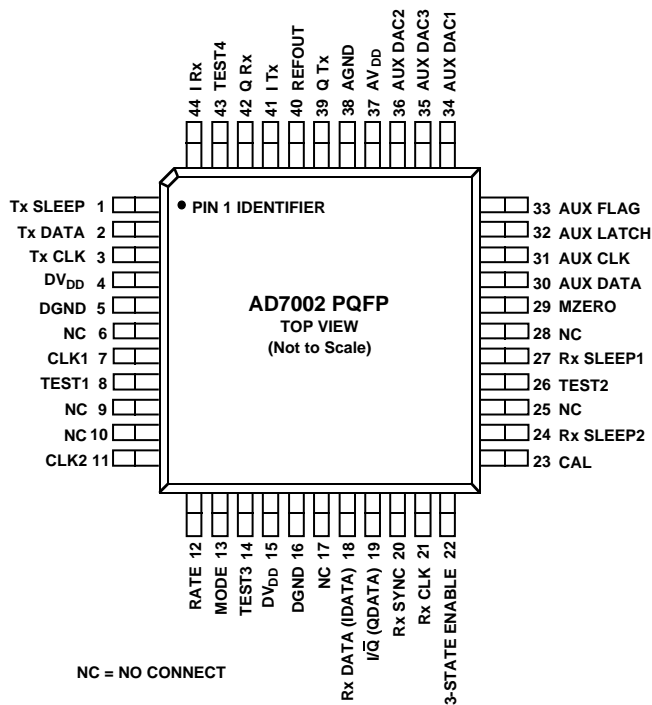 44 I Rx
43 TEST4
42 Q Rx
41 I Tx
40 REFOUT
39 Q Tx
38 AGND
37 AVDD
36 AUX DAC2
35 AUX DAC3
34 AUX DAC1
Tx SLEEP 1
Tx DATA 2
Tx CLK 3
DVDD 4
DGND 5
NC 6
CLK1 7
TEST1 8
NC 9
NC 10
CLK2 11
• PIN 1 IDENTIFIER
AD7002 PQFP
TOP VIEW
(Not to Scale)
33 AUX FLAG
32 AUX LATCH
31 AUX CLK
30 AUX DATA
29 MZERO
28 NC
27 Rx SLEEP1
26 TEST2
25 NC
24 Rx SLEEP2
23 CAL
RATE 12
MODE 13
TEST3 14
DVDD 15
DGND 16
NC 17
Rx DATA (IDATA) 18
I/Q̅ (QDATA) 19
Rx SYNC 20
Rx CLK 21
3-STATE ENABLE 22
NC = NO CONNECT